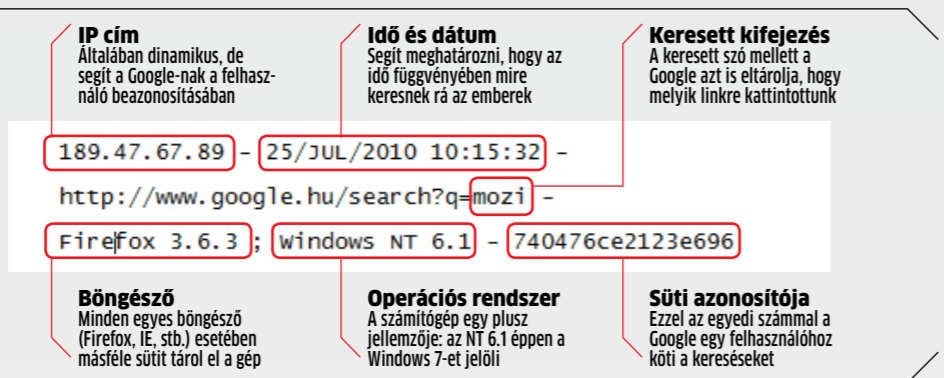 IP cím
Általában dinamikus, de
segít a Google-nak a felhasz-
náló beazonosításában
Idő és dátum
Segít meghatározni, hogy az
idő függvényében mire
keresnek rá az emberek
Keresett kifejezés
A keresett szó mellett a
Google azt is eltárolja, hogy
melyik linkre kattintottunk
189.47.67.89 - 25/JUL/2010 10:15:32 -
http://www.google.hu/search?q=mozi -
Firefox 3.6.3 ; Windows NT 6.1 - 740476ce2123e696
Böngésző
Minden egyes böngésző
(Firefox, IE, stb.) esetében
másféle sütit tárol el a gép
Operációs rendszer
A számítógép egy plusz
jellemzője: az NT 6.1 éppen a
Windows 7-et jelöli
Süti azonosítója
Ezzel az egyedi számmal a
Google egy felhasználóhoz
köti a kereséseket